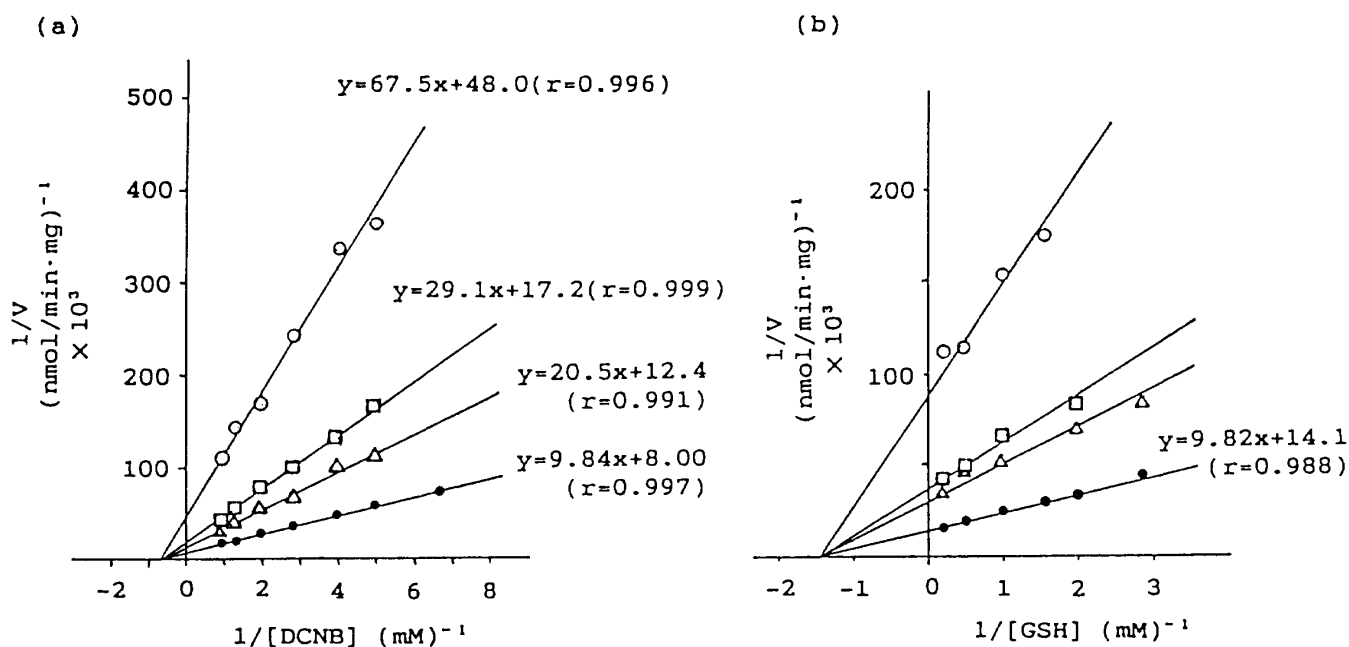 (a)
1/V
(nmol/min·mg)⁻¹
× 10³
500
400
300
200
100
y=67.5x+48.0(r=0.996)
y=29.1x+17.2(r=0.999)
y=20.5x+12.4
(r=0.991)
y=9.84x+8.00
(r=0.997)
-2 0 2 4 6 8
1/[DCNB] (mM)⁻¹
(b)
1/V
(nmol/min·mg)⁻¹
× 10³
200
100
y=9.82x+14.1
(r=0.988)
-2 -1 0 1 2 3
1/[GSH] (mM)⁻¹